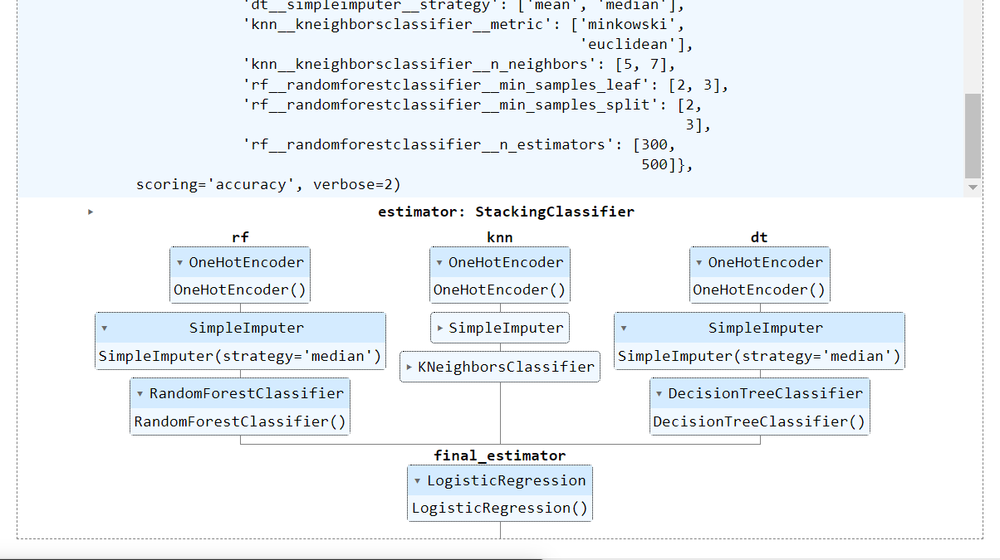 'dt__simpleimputer__strategy': ['mean', 'median'],
'knn__kneighborsclassifier__metric': ['minkowski',
'euclidean'],
'knn__kneighborsclassifier__n_neighbors': [5, 7],
'rf__randomforestclassifier__min_samples_leaf': [2, 3],
'rf__randomforestclassifier__min_samples_split': [2,
3],
'rf__randomforestclassifier__n_estimators': [300,
500]},
scoring='accuracy', verbose=2)
estimator: StackingClassifier
rf
OneHotEncoder
OneHotEncoder()
SimpleImputer
SimpleImputer(strategy='median')
RandomForestClassifier
RandomForestClassifier()
knn
OneHotEncoder
OneHotEncoder()
SimpleImputer
KNeighborsClassifier
dt
OneHotEncoder
OneHotEncoder()
SimpleImputer
SimpleImputer(strategy='median')
DecisionTreeClassifier
DecisionTreeClassifier()
final_estimator
LogisticRegression
LogisticRegression()